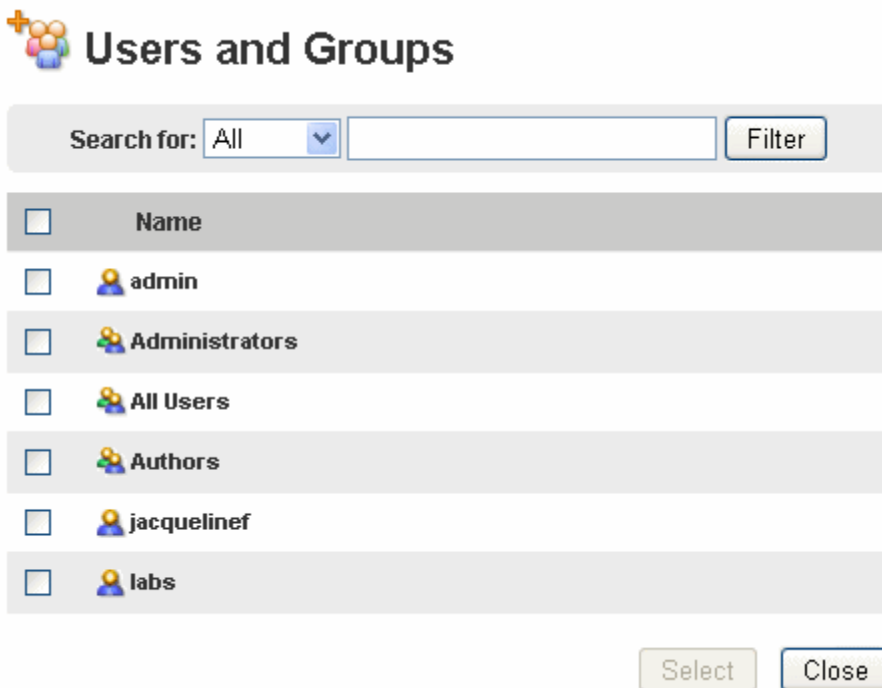 Users and Groups
Search for: All Filter
Name
admin
Administrators
All Users
Authors
jacquelinef
labs
Select Close